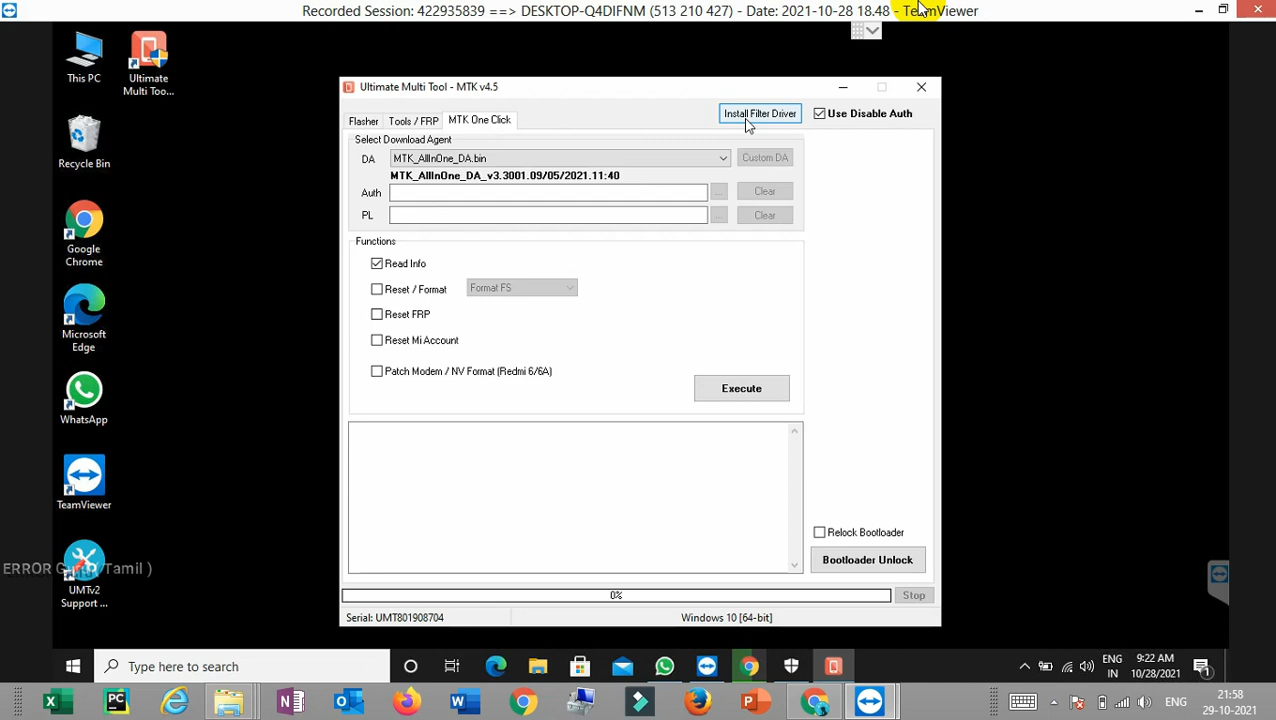 Recorded Session: 422935839 ==> DESKTOP-Q4DIFNM (513 210 427) - Date: 2021-10-28 18.48 - TeamViewer
This PC
Ultimate
Multi Too...
Recycle Bin
Google
Chrome
Microsoft
Edge
WhatsApp
TeamViewer
UMTv2
Support ...
Ultimate Multi Tool - MTK v4.5
Flasher
Tools / FRP
MTK One Click
Install Filter Driver
Use Disable Auth
Select Download Agent
DA
MTK_AllInOne_DA.bin
Custom DA
MTK_AllInOne_DA_v3.3001.09/05/2021.11:40
Auth
...
Clear
PL
...
Clear
Functions
Read Info
Reset / Format
Format FS
Reset FRP
Reset Mi Account
Patch Modem / NV Format (Redmi 6/6A)
Execute
Relock Bootloader
Bootloader Unlock
0%
Stop
Serial: UMT801908704
Windows 10 [64-bit]
Type here to search
ENG
IN
9:22 AM
10/28/2021
1
ENG
21:58
29-10-2021